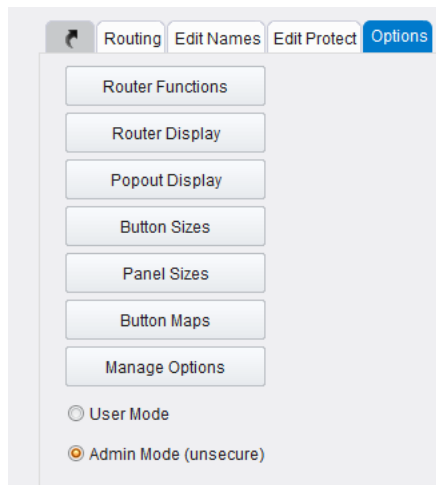 Routing Edit Names Edit Protect Options
Router Functions
Router Display
Popout Display
Button Sizes
Panel Sizes
Button Maps
Manage Options
User Mode
Admin Mode (unsecure)